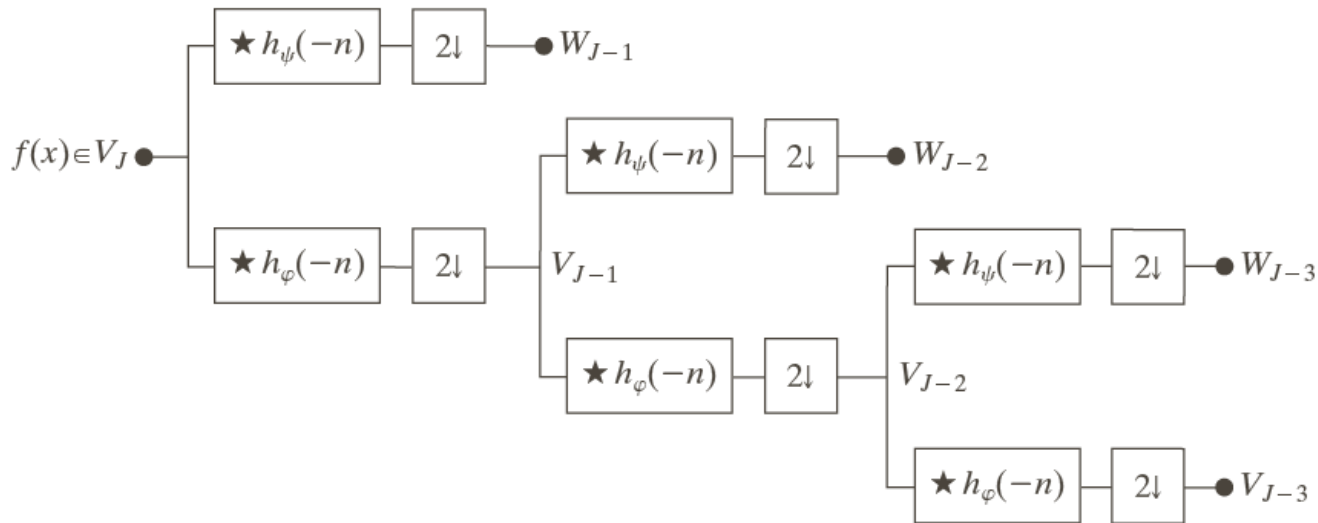 ★ h_ψ(−n) 2↓ W_{J−1}
f(x)∈V_J ★ h_ψ(−n) 2↓ W_{J−2}
★ h_φ(−n) 2↓ V_{J−1} ★ h_ψ(−n) 2↓ W_{J−3}
★ h_φ(−n) 2↓ V_{J−2}
★ h_φ(−n) 2↓ V_{J−3}